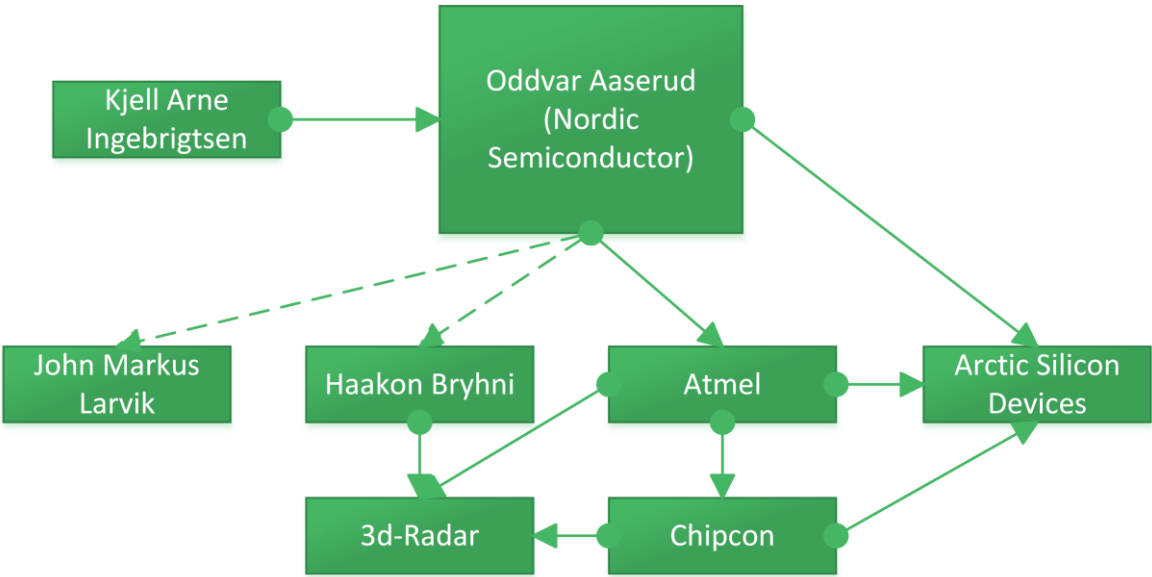 Kjell Arne
Ingebrigtsen
Oddvar Aaserud
(Nordic
Semiconductor)
John Markus
Larvik
Haakon Bryhni
Atmel
Arctic Silicon
Devices
3d-Radar
Chipcon